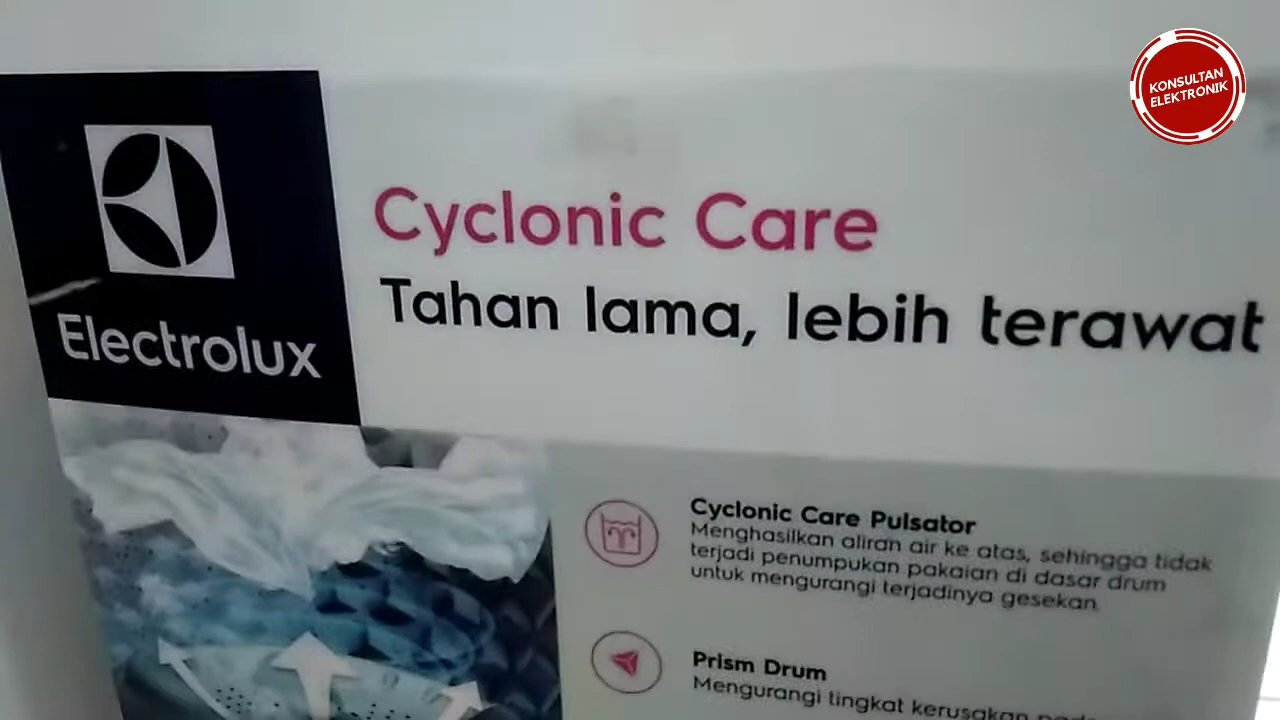 KONSULTAN
ELEKTRONIK
Electrolux
Cyclonic Care
Tahan lama, lebih terawat
Cyclonic Care Pulsator
Menghasilkan aliran air ke atas, sehingga tidak
terjadi penumpukan pakaian di dasar drum
untuk mengurangi terjadinya gesekan
Prism Drum
Mengurangi tingkat kerusakan pada